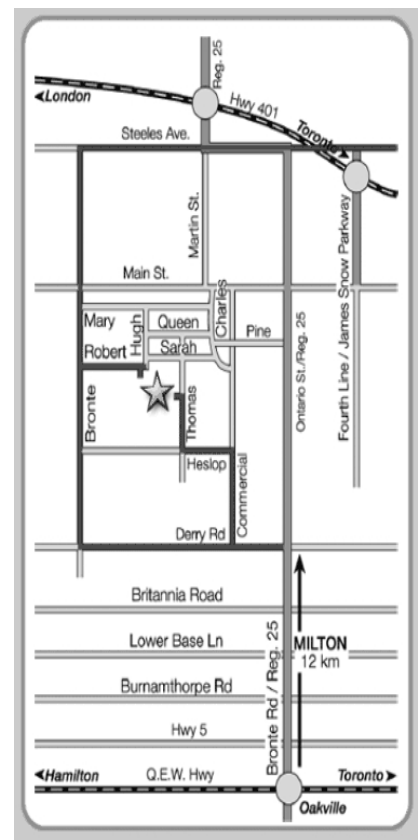 Reg. 25
London
Hwy 401
Toronto
Steeles Ave.
Martin St.
Fourth Line / James Snow Parkway
Main St.
Charles
Mary
Hugh
Queen
Pine
Ontario St./Reg. 25
Robert
Sarah
Bronte
Thomas
Heslop
Commercial
Derry Rd
Britannia Road
Lower Base Ln
MILTON
12 km
Bronte Rd / Reg. 25
Burnamthorpe Rd
Hwy 5
Hamilton
Q.E.W. Hwy
Toronto
Oakville